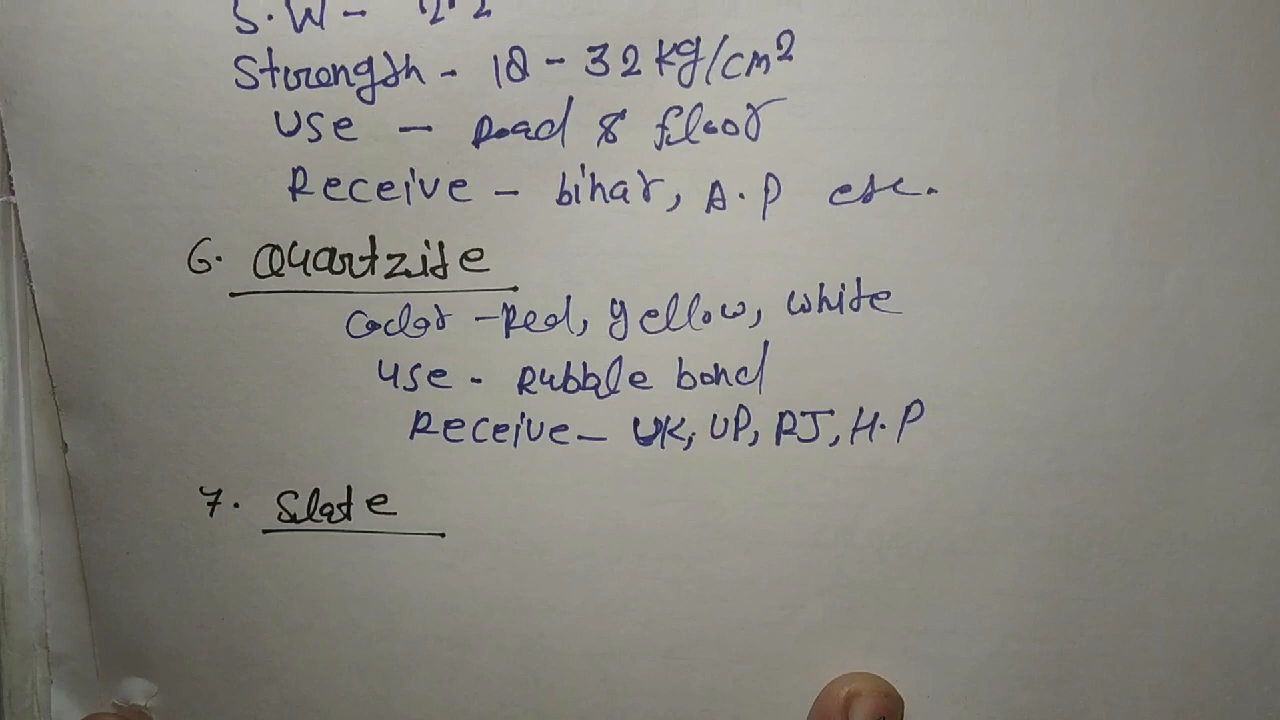 S.W -
Strength - 18 - 32 kg/cm2
Use - Road & floor
Receive - bihar, A.P etc.
6. Quartzite
Color - Red, yellow, white
Use - Rubble bond
Receive - UK, UP, RJ, H.P
7. Slate